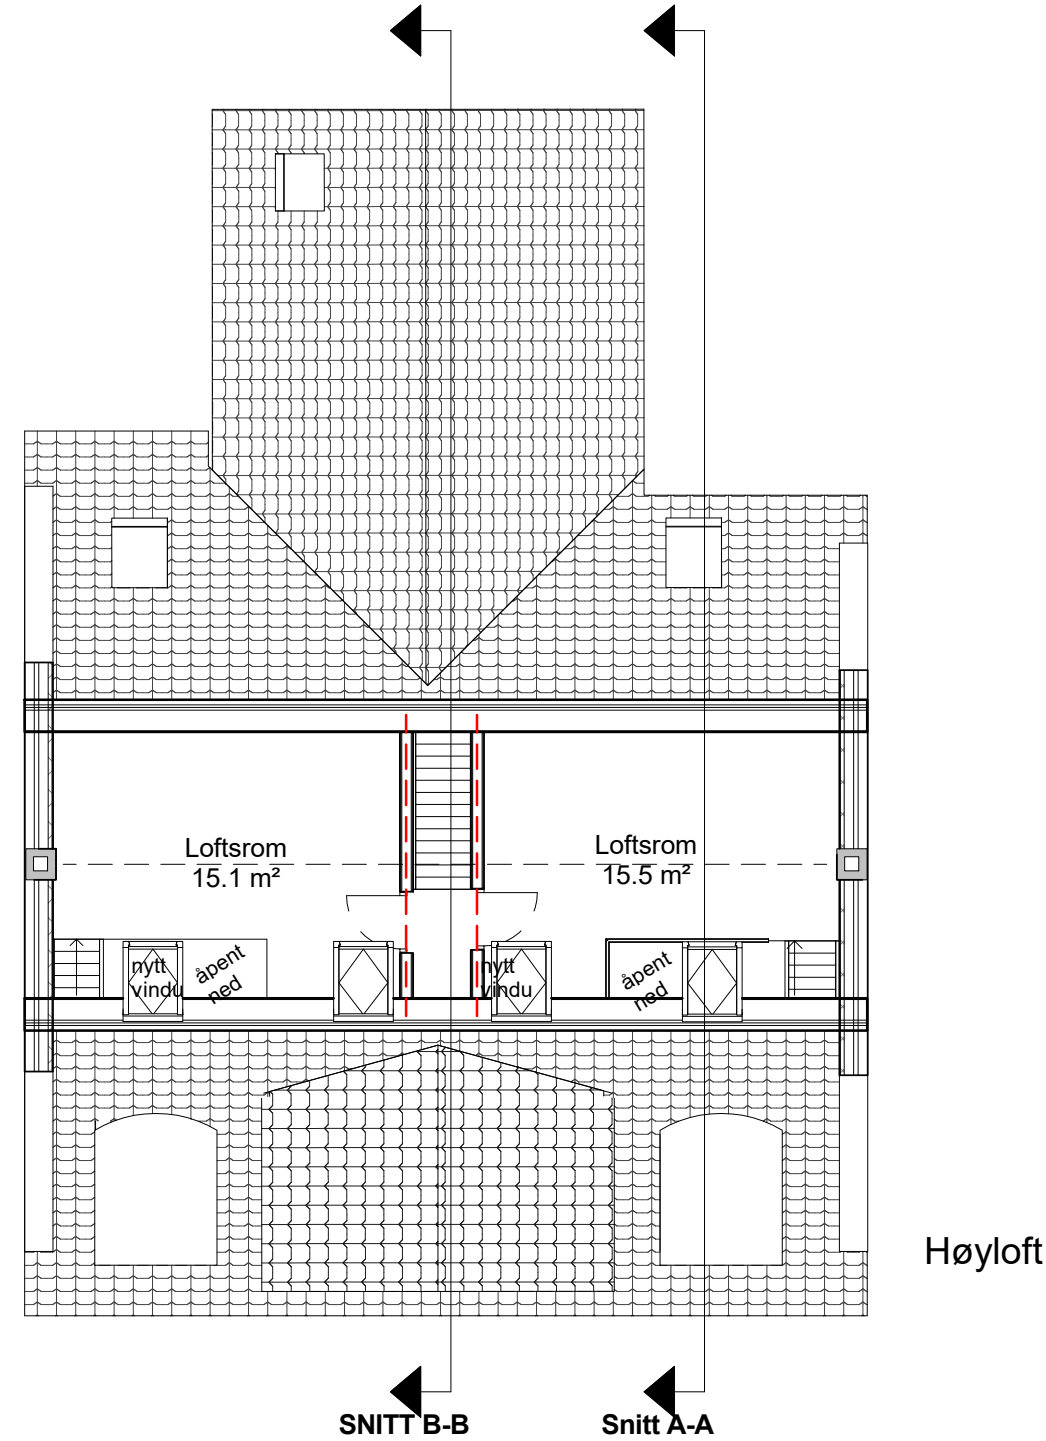 Loftsrom
15.1 m²
Loftsrom
15.5 m²
nytt
vindu
åpent
ned
nytt
vindu
åpent
ned
Høyloft
SNITT B-B
Snitt A-A